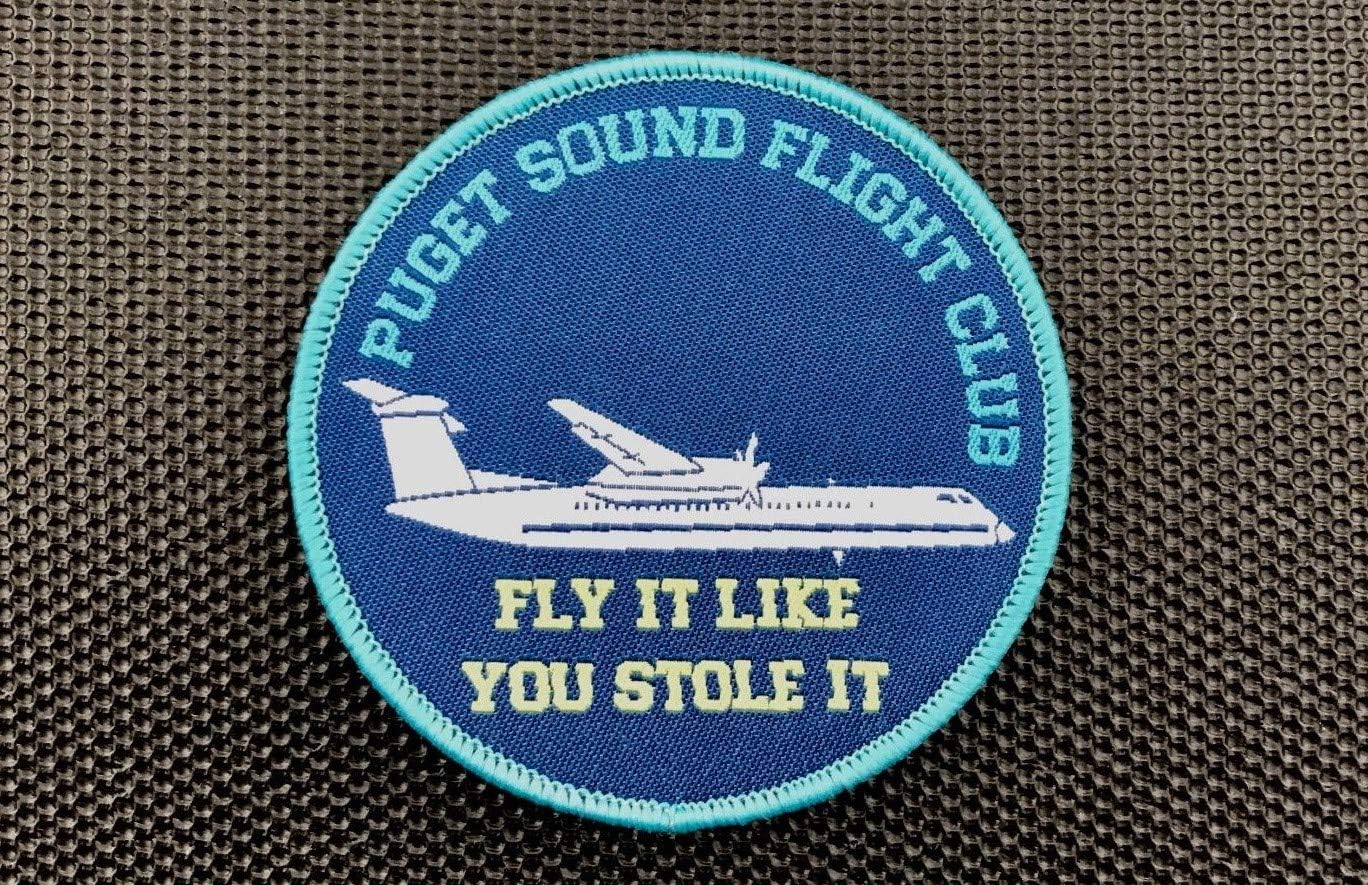 PUGET SOUND FLIGHT CLUB
FLY IT LIKE
YOU STOLE IT